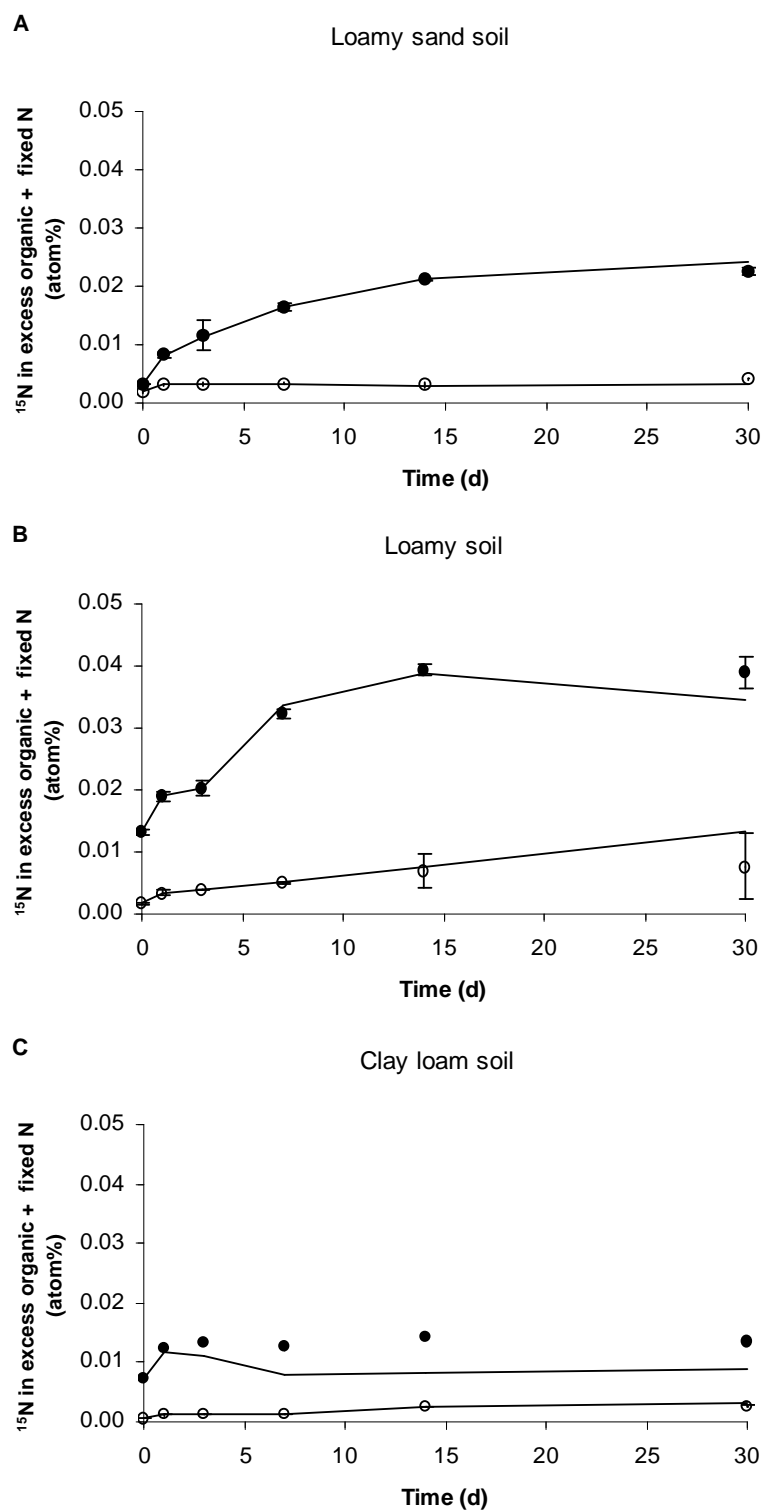 A
Loamy sand soil
¹⁵N in excess organic + fixed N
(atom%)
0.05
0.04
0.03
0.02
0.01
0.00
0 5 10 15 20 25 30
Time (d)
B
Loamy soil
¹⁵N in excess organic + fixed N
(atom%)
0.05
0.04
0.03
0.02
0.01
0.00
0 5 10 15 20 25 30
Time (d)
C
Clay loam soil
¹⁵N in excess organic + fixed N
(atom%)
0.05
0.04
0.03
0.02
0.01
0.00
0 5 10 15 20 25 30
Time (d)